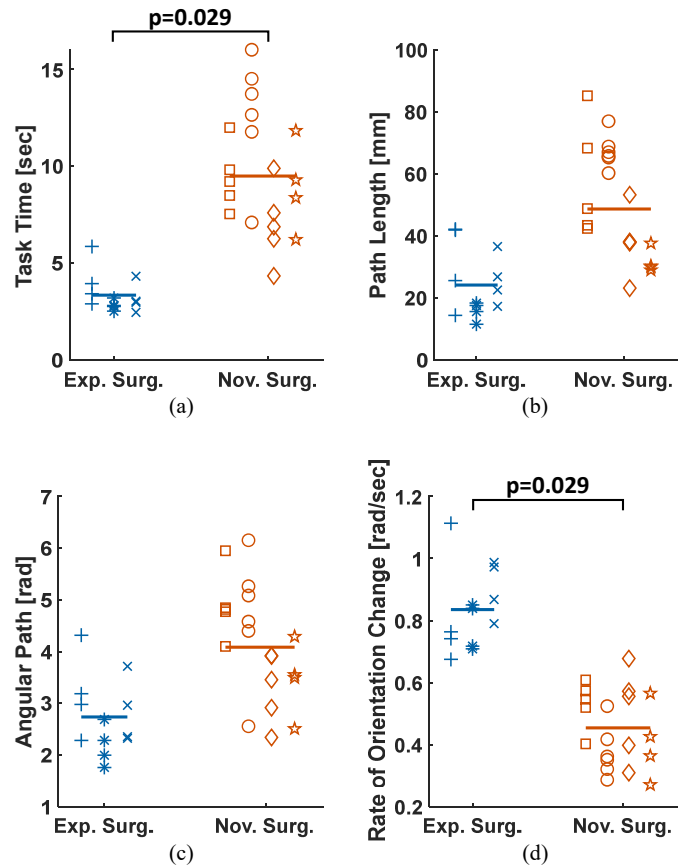 p=0.029
Task Time [sec]
15
10
5
0
Exp. Surg. Nov. Surg.
(a)
Path Length [mm]
100
80
60
40
20
0
Exp. Surg. Nov. Surg.
(b)
Angular Path [rad]
7
6
5
4
3
2
1
Exp. Surg. Nov. Surg.
(c)
p=0.029
Rate of Orientation Change [rad/sec]
1.2
1
0.8
0.6
0.4
0.2
Exp. Surg. Nov. Surg.
(d)